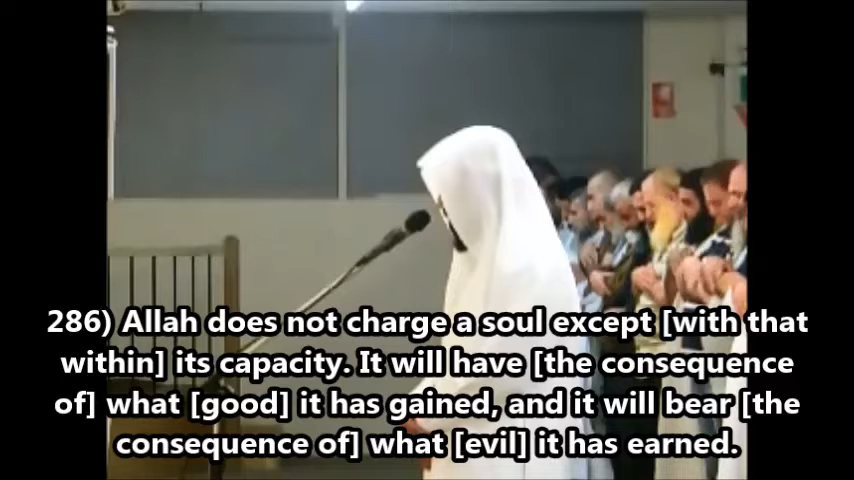 286) Allah does not charge a soul except [with that
within] its capacity. It will have [the consequence
of] what [good] it has gained, and it will bear [the
consequence of] what [evil] it has earned.